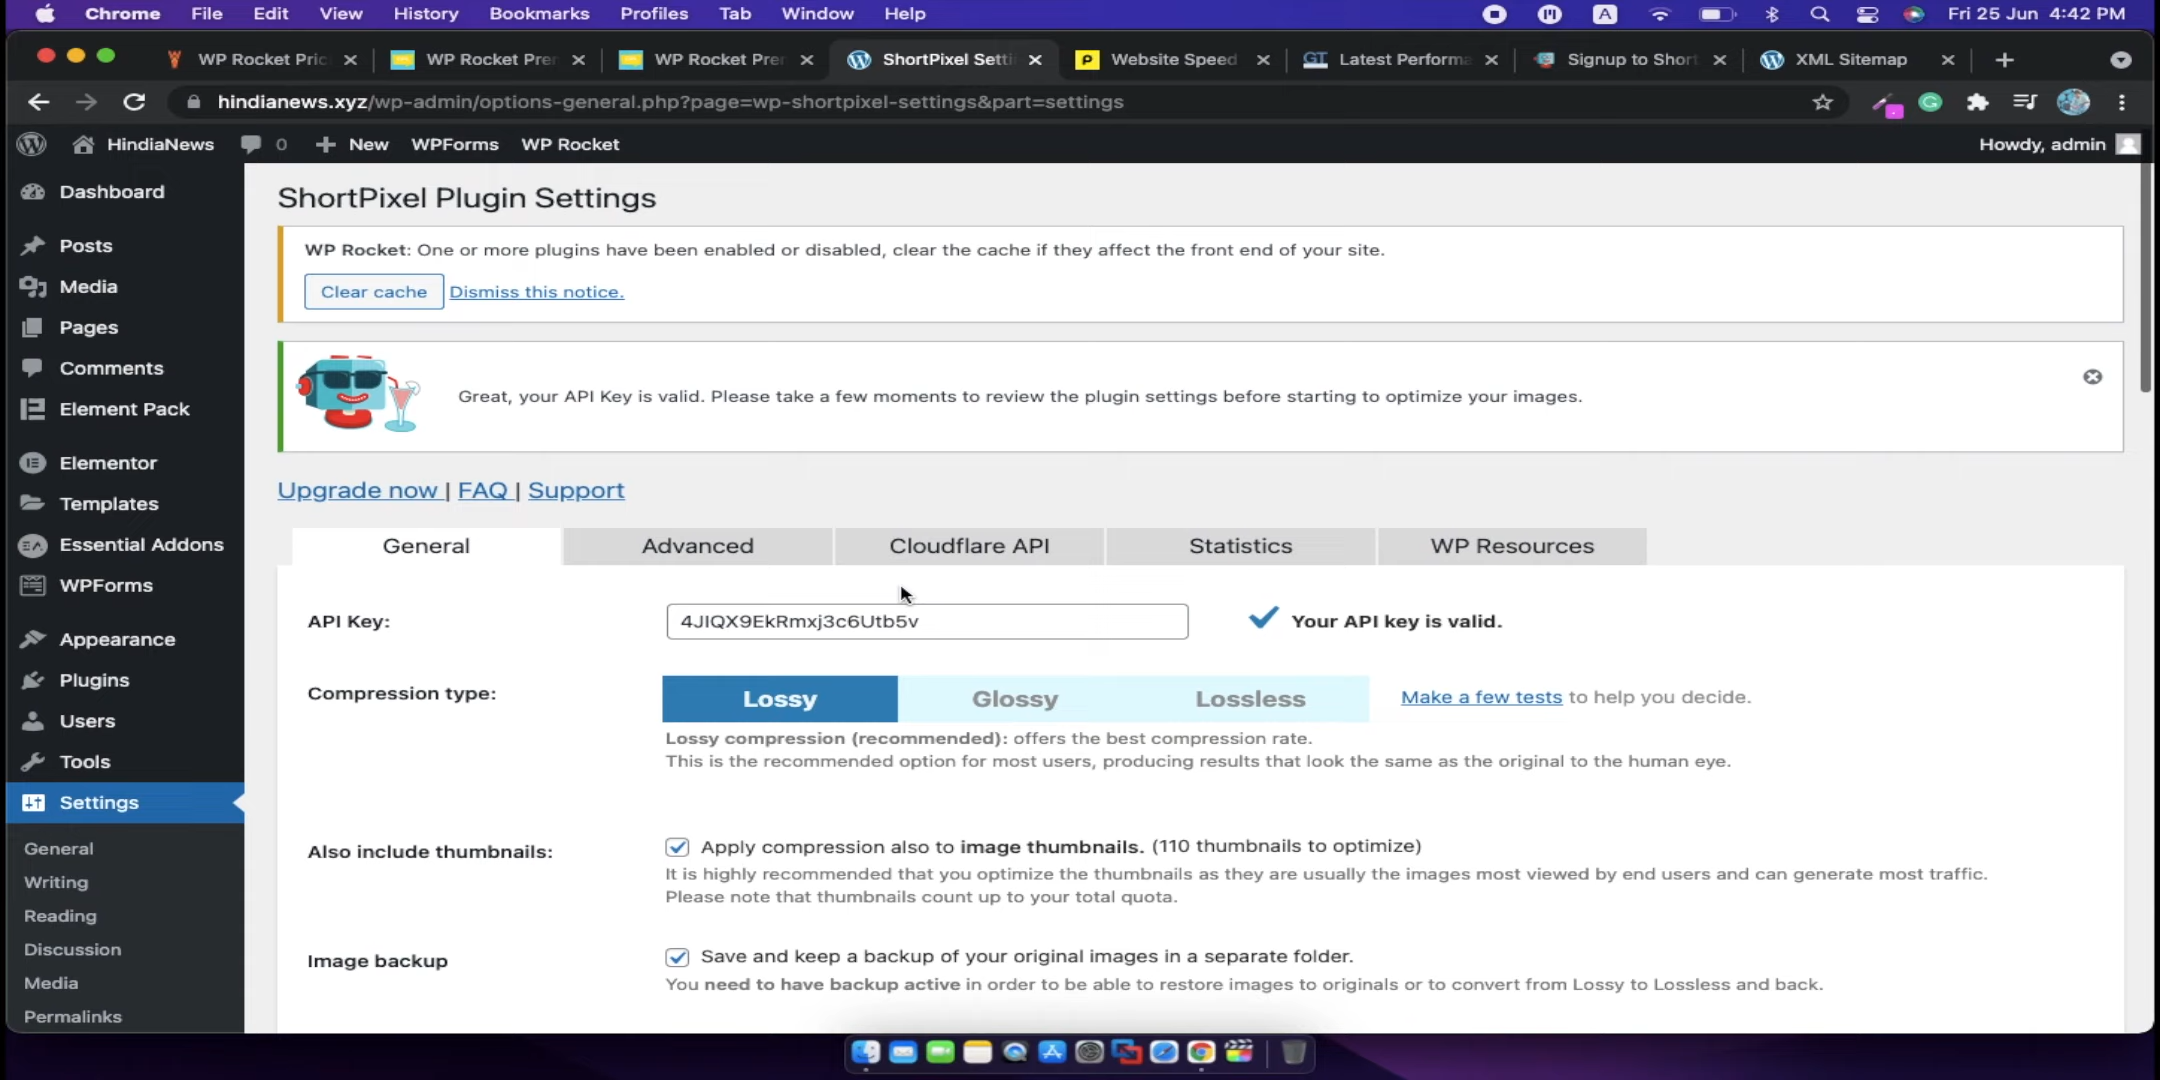 Chrome File Edit View History Bookmarks Profiles Tab Window Help A Fri 25 Jun 4:42 PM
WP Rocket Pric WP Rocket Prer WP Rocket Prer ShortPixel Setti P Website Speed GT Latest Performa Signup to Short XML Sitemap
hindianews.xyz/wp-admin/options-general.php?page=wp-shortpixel-settings&part=settings
HindiaNews 0 New WPForms WP Rocket Howdy, admin
Dashboard
Posts
Media
Pages
Comments
Element Pack
Elementor
Templates
Essential Addons
WPForms
Appearance
Plugins
Users
Tools
Settings
General
Writing
Reading
Discussion
Media
Permalinks
ShortPixel Plugin Settings
WP Rocket: One or more plugins have been enabled or disabled, clear the cache if they affect the front end of your site.
Clear cache Dismiss this notice.
Great, your API Key is valid. Please take a few moments to review the plugin settings before starting to optimize your images.
Upgrade now | FAQ | Support
General Advanced Cloudflare API Statistics WP Resources
API Key: 4JIQX9EkRmxj3c6Utb5v Your API key is valid.
Compression type: Lossy Glossy Lossless Make a few tests to help you decide.
Lossy compression (recommended): offers the best compression rate.
This is the recommended option for most users, producing results that look the same as the original to the human eye.
Also include thumbnails: Apply compression also to image thumbnails. (110 thumbnails to optimize)
It is highly recommended that you optimize the thumbnails as they are usually the images most viewed by end users and can generate most traffic.
Please note that thumbnails count up to your total quota.
Image backup Save and keep a backup of your original images in a separate folder.
You need to have backup active in order to be able to restore images to originals or to convert from Lossy to Lossless and back.